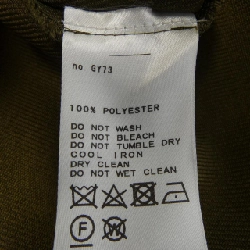 no GY73
100% POLYESTER
DO NOT WASH
DO NOT BLEACH
DO NOT TUMBLE DRY
COOL IRON
DRY CLEAN
DO NOT WET CLEAN
F W